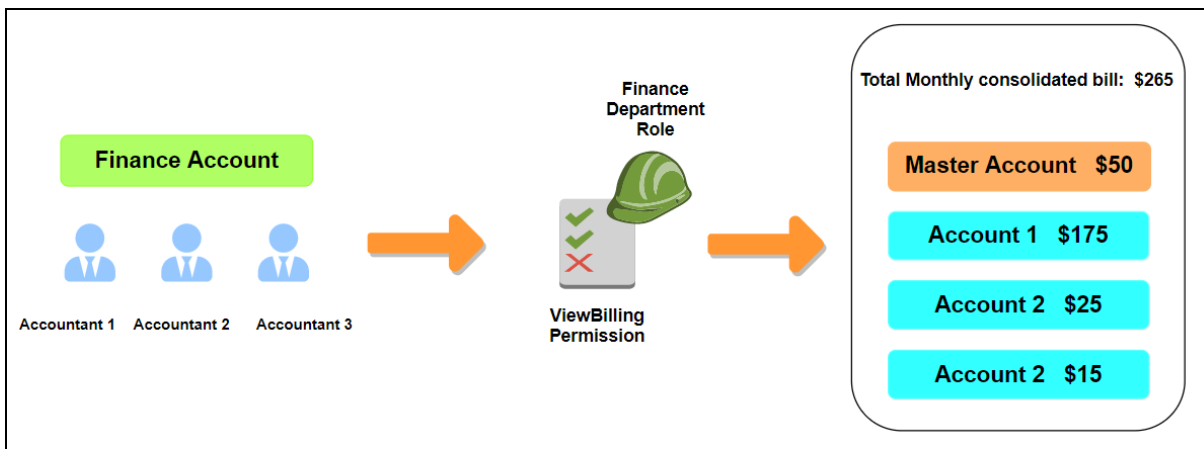 Finance Account
Accountant 1
Accountant 2
Accountant 3
Finance
Department
Role
ViewBilling
Permission
Total Monthly consolidated bill:  $265
Master Account  $50
Account 1  $175
Account 2  $25
Account 2  $15